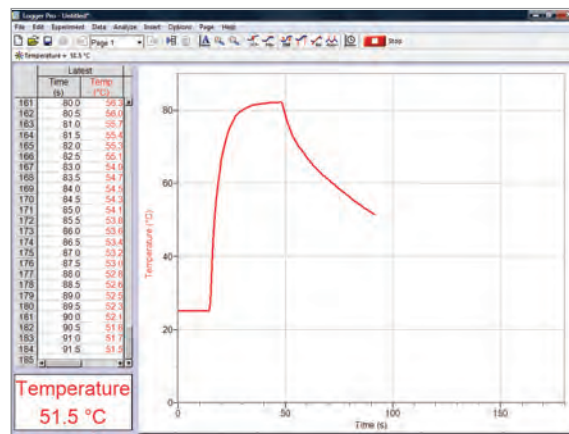 Logger Pro - Untitled*
File Edit Experiment Data Analyze Insert Options Page Help
Page 1
Stop
Temperature = 51.5 °C
Latest
Time Temp
(s) (°C)
161 80.0 56.3
162 80.5 56.0
163 81.0 55.7
164 81.5 55.4
165 82.0 55.3
166 82.5 55.1
167 83.0 54.9
168 83.5 54.7
169 84.0 54.5
170 84.5 54.3
171 85.0 54.1
172 85.5 53.8
173 86.0 53.6
174 86.5 53.4
175 87.0 53.2
176 87.5 53.0
177 88.0 52.8
178 88.5 52.6
179 89.0 52.5
180 89.5 52.3
181 90.0 52.1
182 90.5 51.8
183 91.0 51.7
184 91.5 51.5
185
Temperature
51.5 °C
Temperature (°C)
80
60
40
20
0 50 100 150
Time (s)